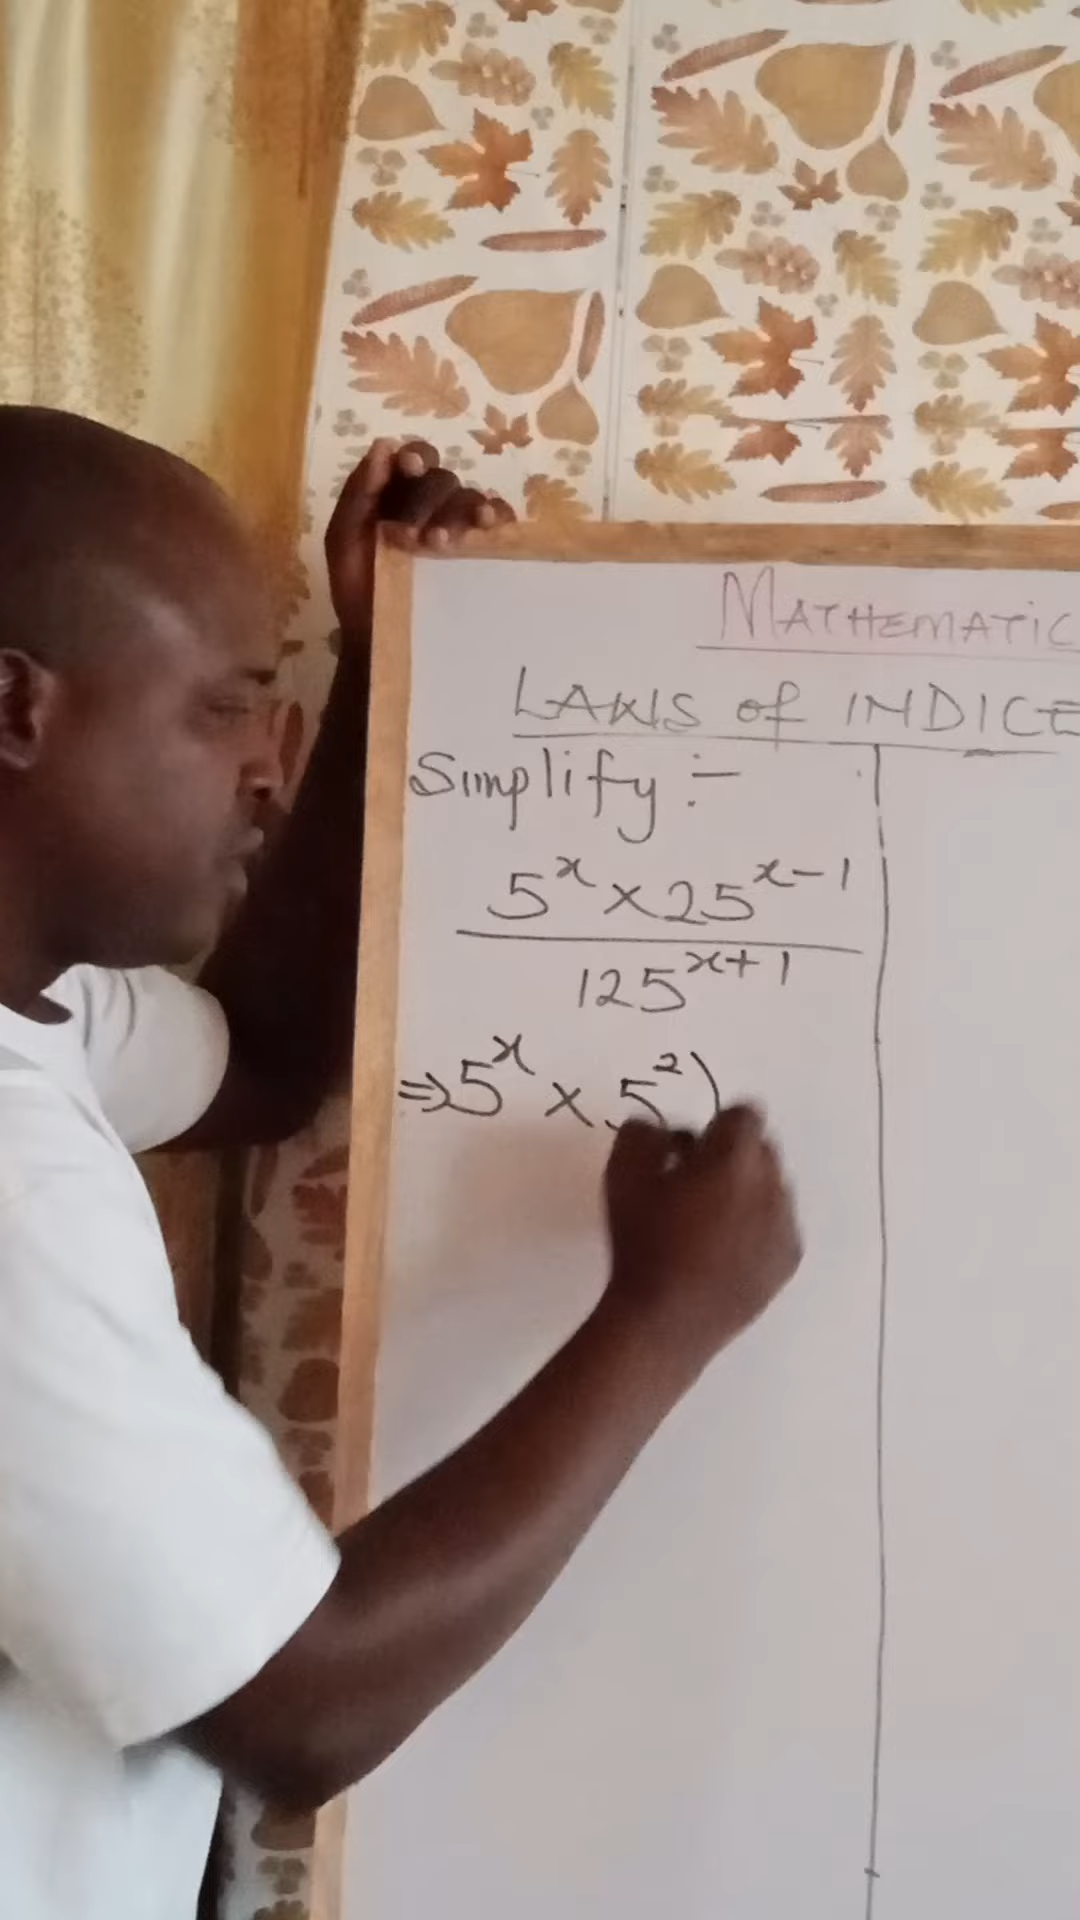 MATHEMATIC
LAWS of INDICE
Simplify :-
5^x × 25^(x-1)
125^(x+1)
⇒ 5^x × 5^2)